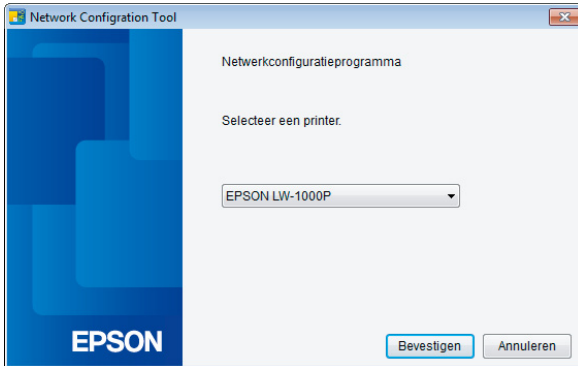 Network Configration Tool
Netwerkconfiguratieprogramma
Selecteer een printer.
EPSON LW-1000P
EPSON
Bevestigen
Annuleren